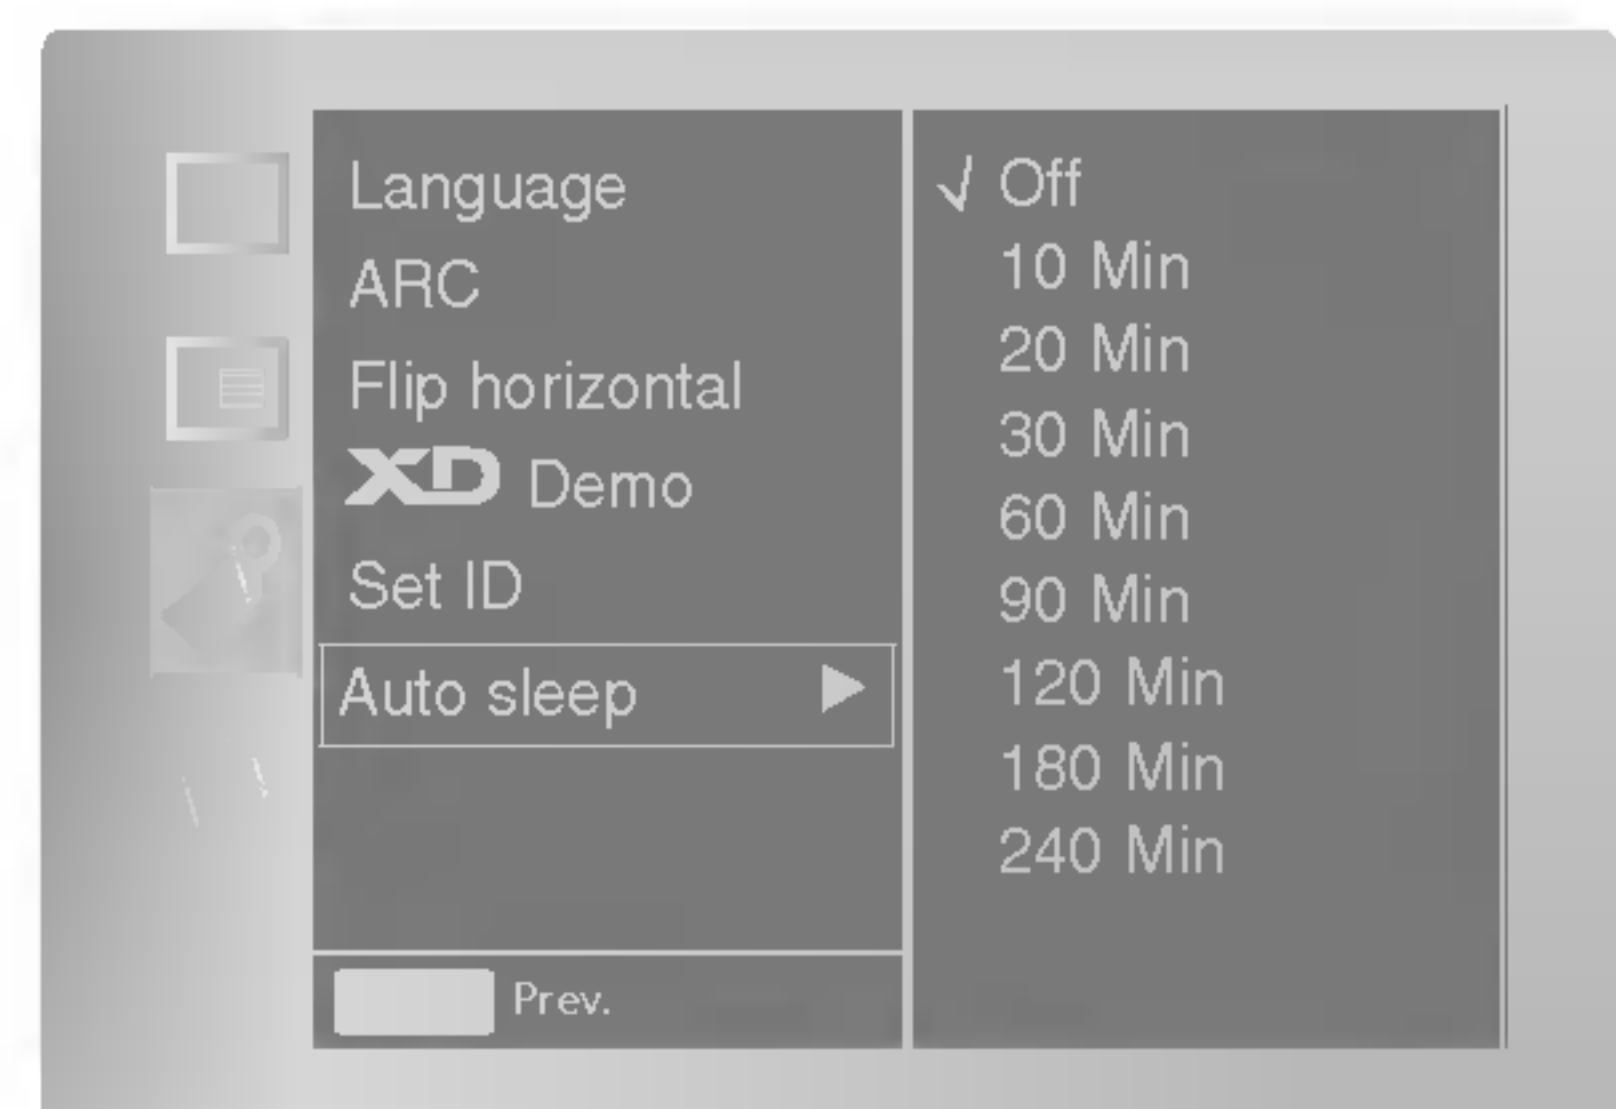 Language
ARC
Flip horizontal
XD Demo
Set ID
Auto sleep
Prev.
√ Off
10 Min
20 Min
30 Min
60 Min
90 Min
120 Min
180 Min
240 Min